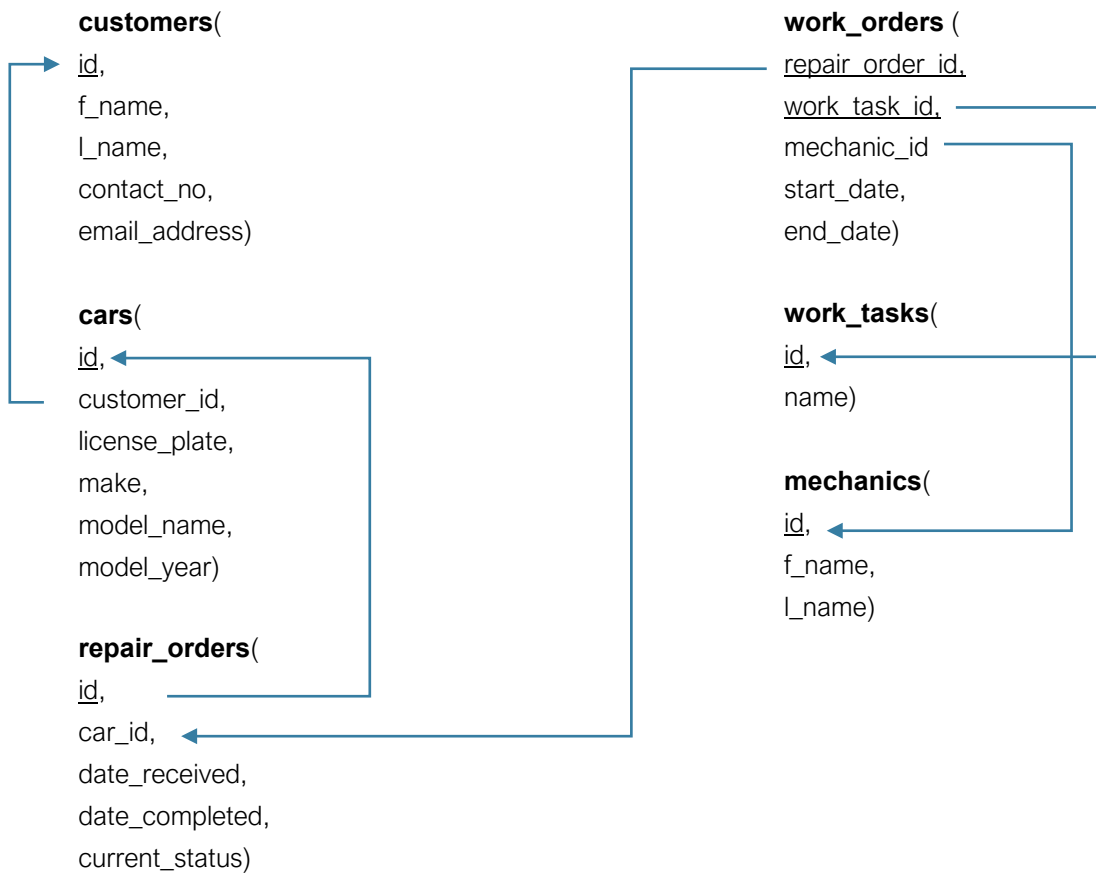 customers(
id,
f_name,
l_name,
contact_no,
email_address)
cars(
id,
customer_id,
license_plate,
make,
model_name,
model_year)
repair_orders(
id,
car_id,
date_received,
date_completed,
current_status)
work_orders (
repair_order_id,
work_task_id,
mechanic_id
start_date,
end_date)
work_tasks(
id,
name)
mechanics(
id,
f_name,
l_name)